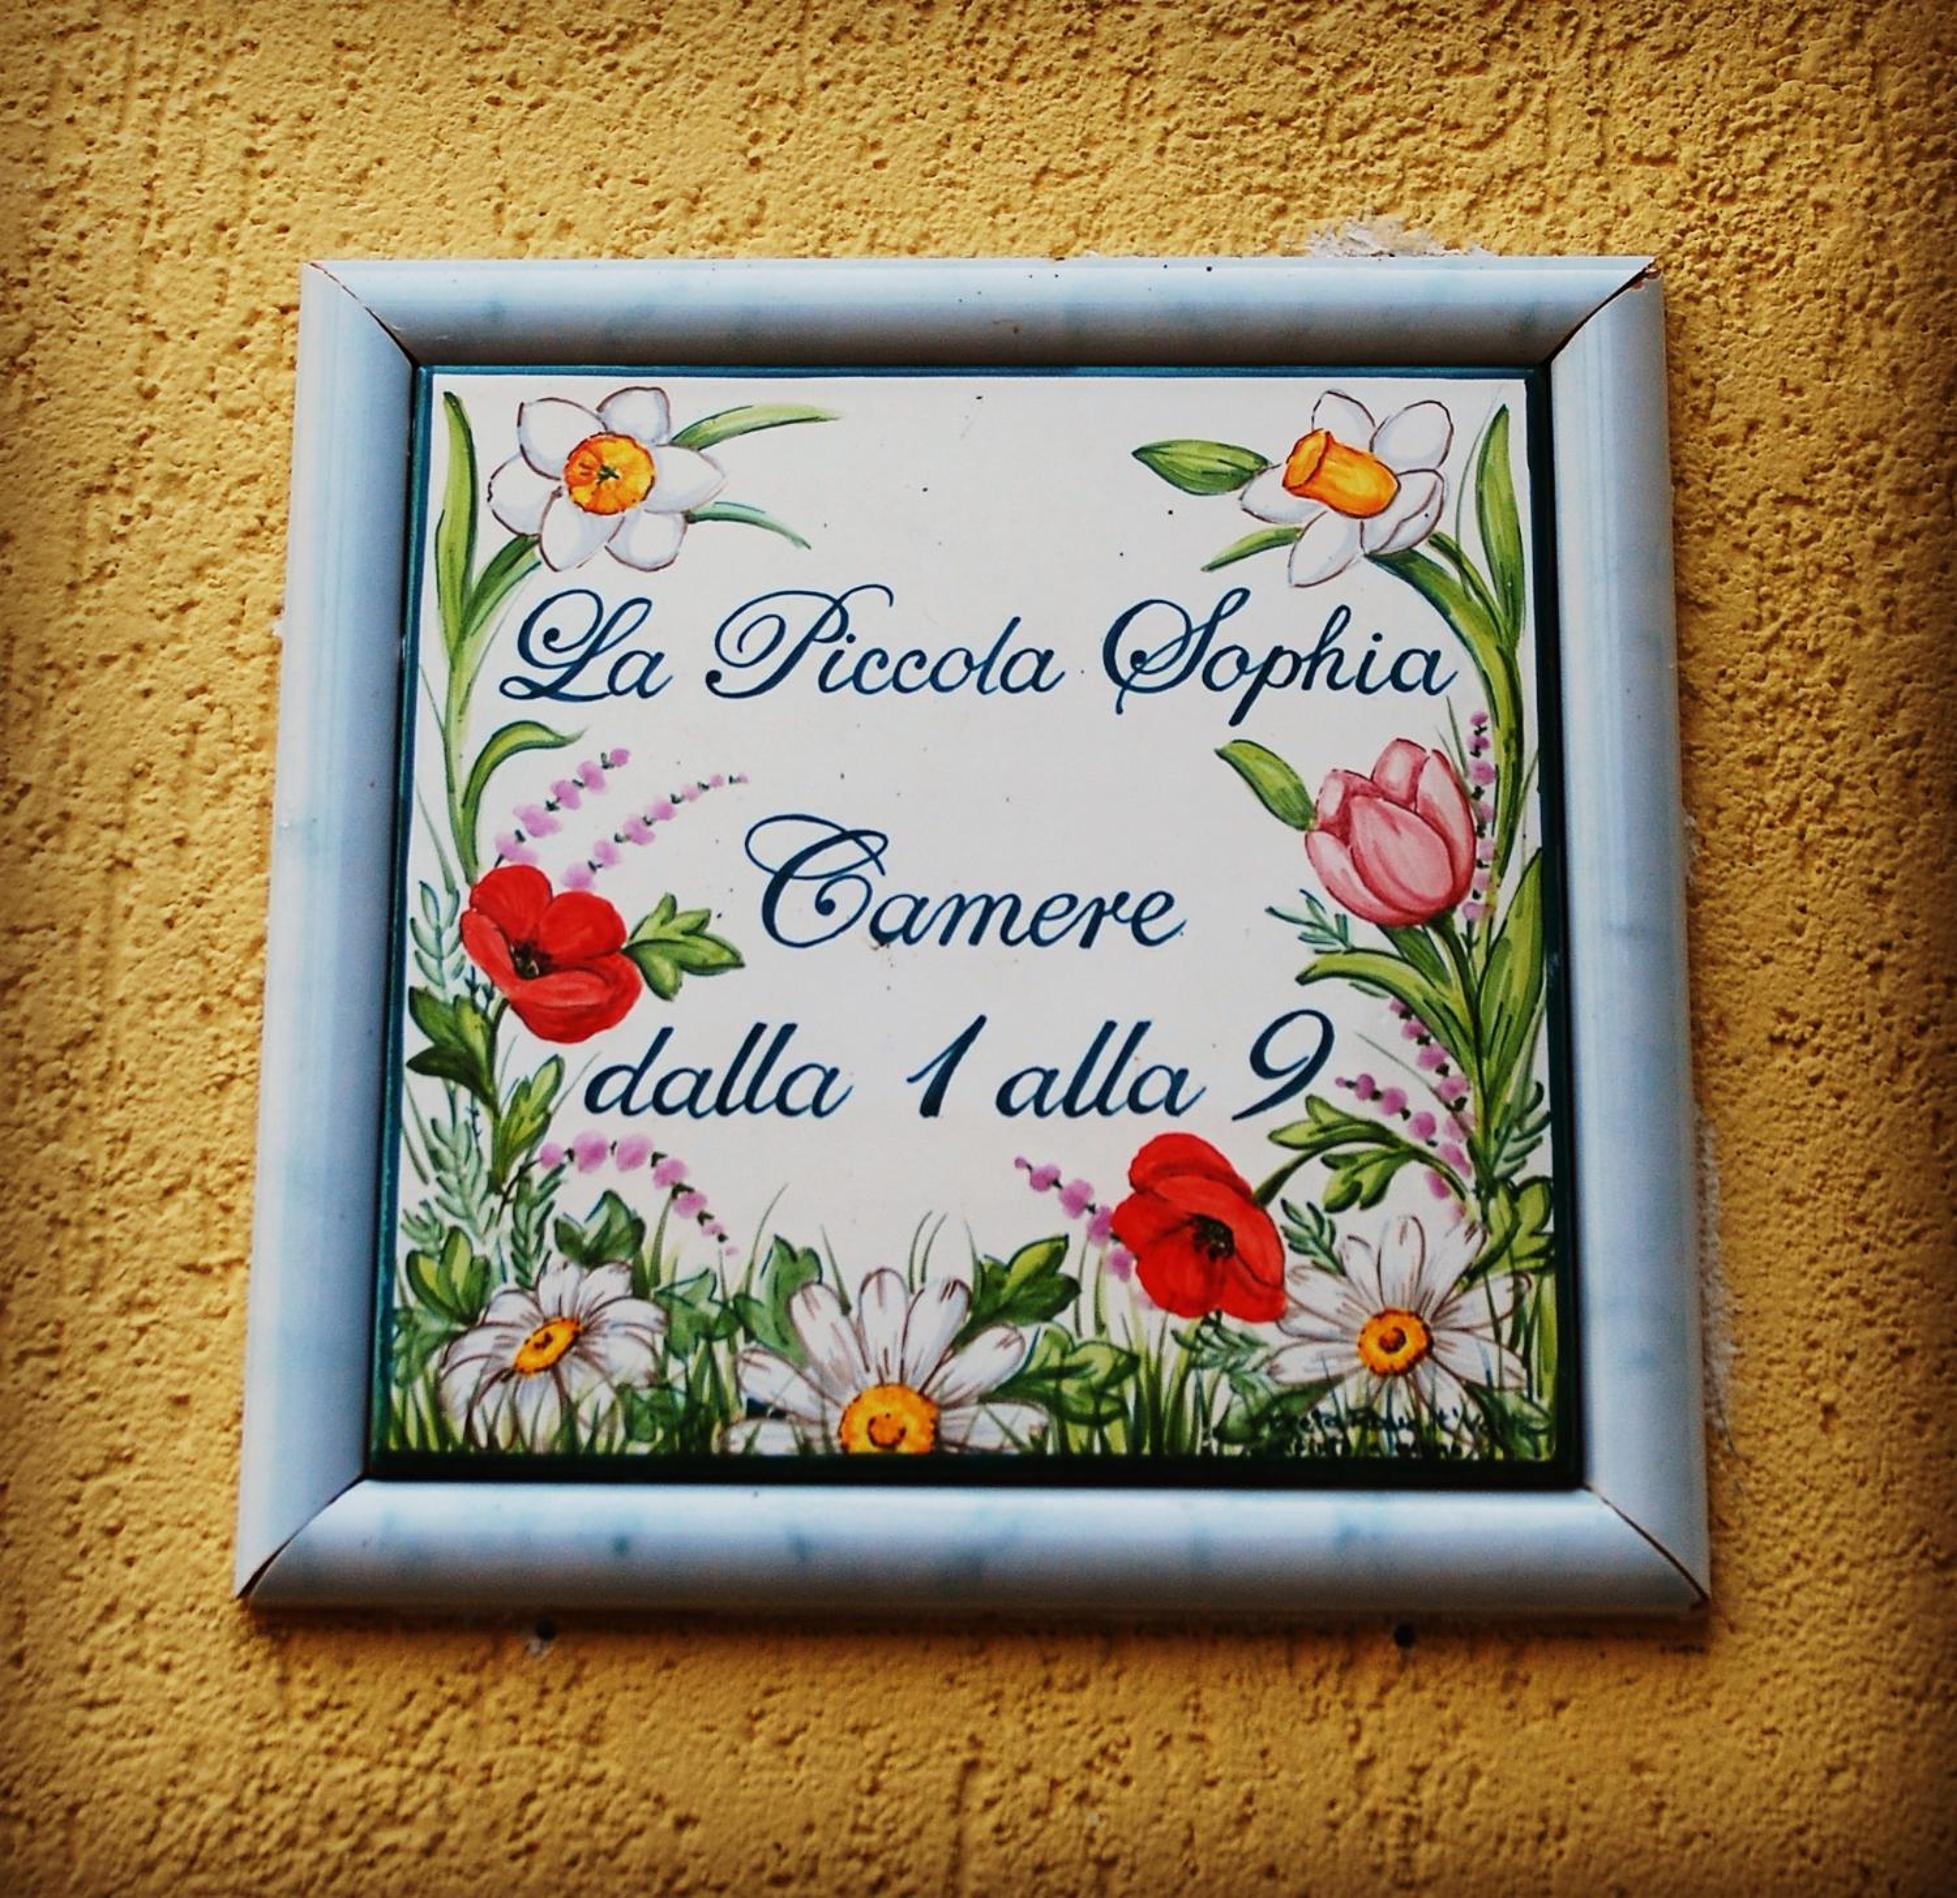 La Piccola Sophia
Camere
dalla 1 alla 9